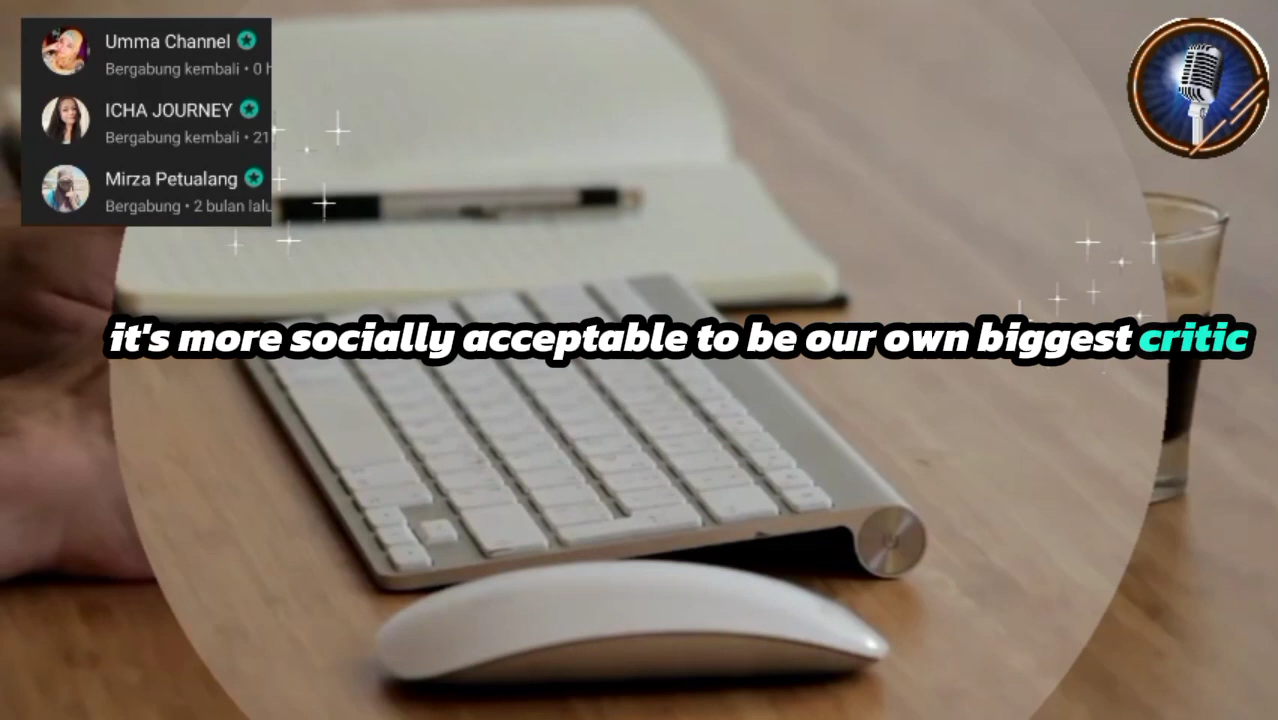 Umma Channel
Bergabung kembali • 0 h
ICHA JOURNEY
Bergabung kembali • 21
Mirza Petualang
Bergabung • 2 bulan lalu
it's more socially acceptable to be our own biggest critic